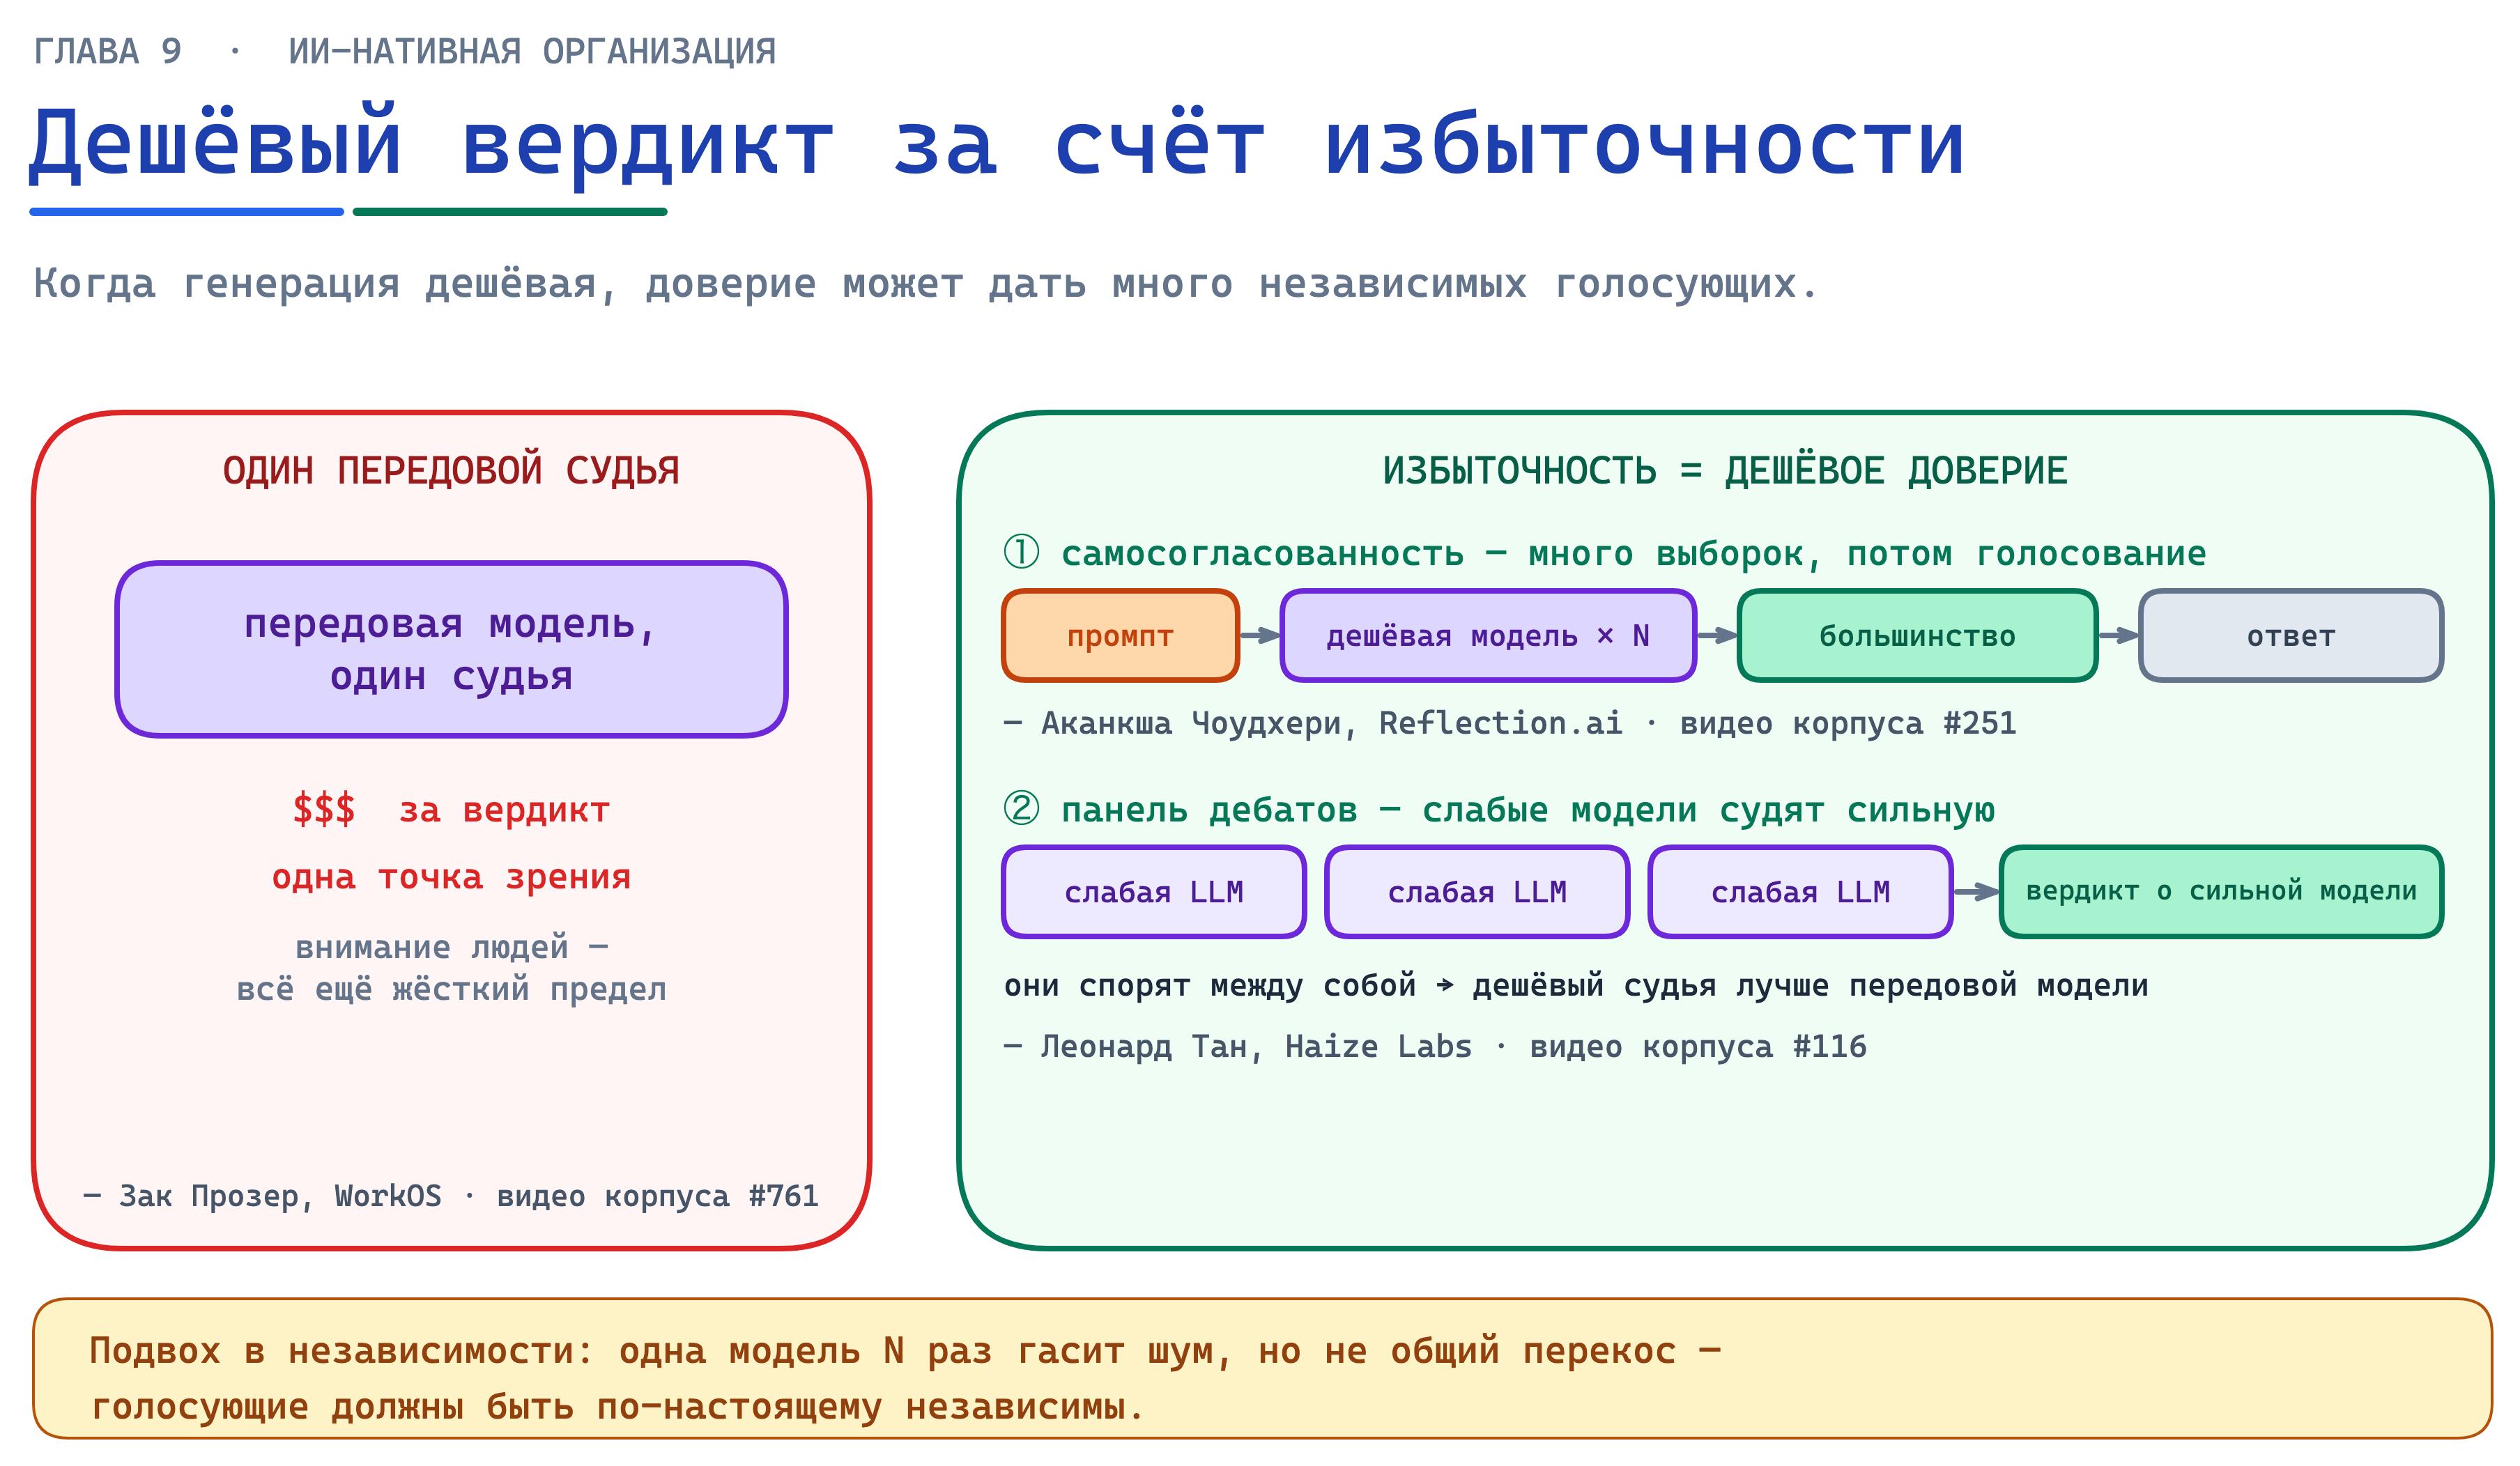 ГЛАВА 9 · ИИ–НАТИВНАЯ ОРГАНИЗАЦИЯ
Дешёвый вердикт за счёт избыточности
Когда генерация дешёвая, доверие может дать много независимых голосующих.
ОДИН ПЕРЕДОВОЙ СУДЬЯ
передовая модель,
один судья
$$$ за вердикт
одна точка зрения
внимание людей –
всё ещё жёсткий предел
– Зак Прозер, WorkOS · видео корпуса #761
ИЗБЫТОЧНОСТЬ = ДЕШЁВОЕ ДОВЕРИЕ
① самосогласованность – много выборок, потом голосование
промпт
дешёвая модель × N
большинство
ответ
– Аканкша Чоудхери, Reflection.ai · видео корпуса #251
② панель дебатов – слабые модели судят сильную
слабая LLM
слабая LLM
слабая LLM
вердикт о сильной модели
они спорят между собой → дешёвый судья лучше передовой модели
– Леонард Тан, Haize Labs · видео корпуса #116
Подвох в независимости: одна модель N раз гасит шум, но не общий перекос –
голосующие должны быть по–настоящему независимы.